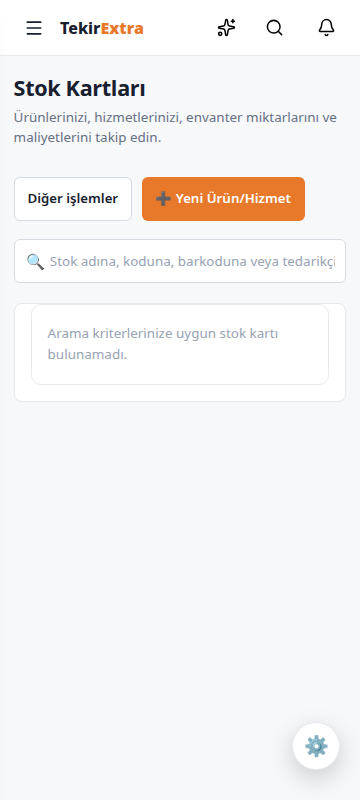 TekirExtra
Stok Kartları
Ürünlerinizi, hizmetlerinizi, envanter miktarlarını ve
maliyetlerini takip edin.
Diğer işlemler
➕ Yeni Ürün/Hizmet
🔍 Stok adına, koduna, barkoduna veya tedarikçi
Arama kriterlerinize uygun stok kartı
bulunamadı.